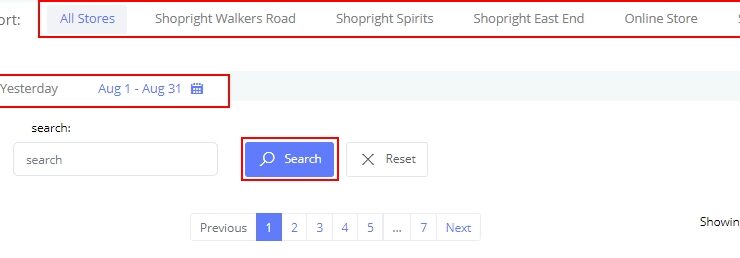 ort: All Stores Shopright Walkers Road Shopright Spirits Shopright East End Online Store
Yesterday Aug 1 - Aug 31
search:
search Search Reset
Previous 1 2 3 4 5 ... 7 Next Showin